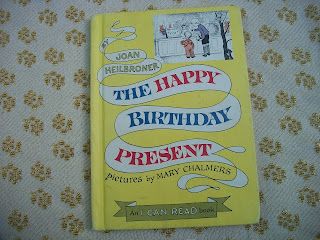 BY
JOAN
HEILBRONER
THE HAPPY
BIRTHDAY
PRESENT
pictures by MARY CHALMERS
An I CAN READ Book